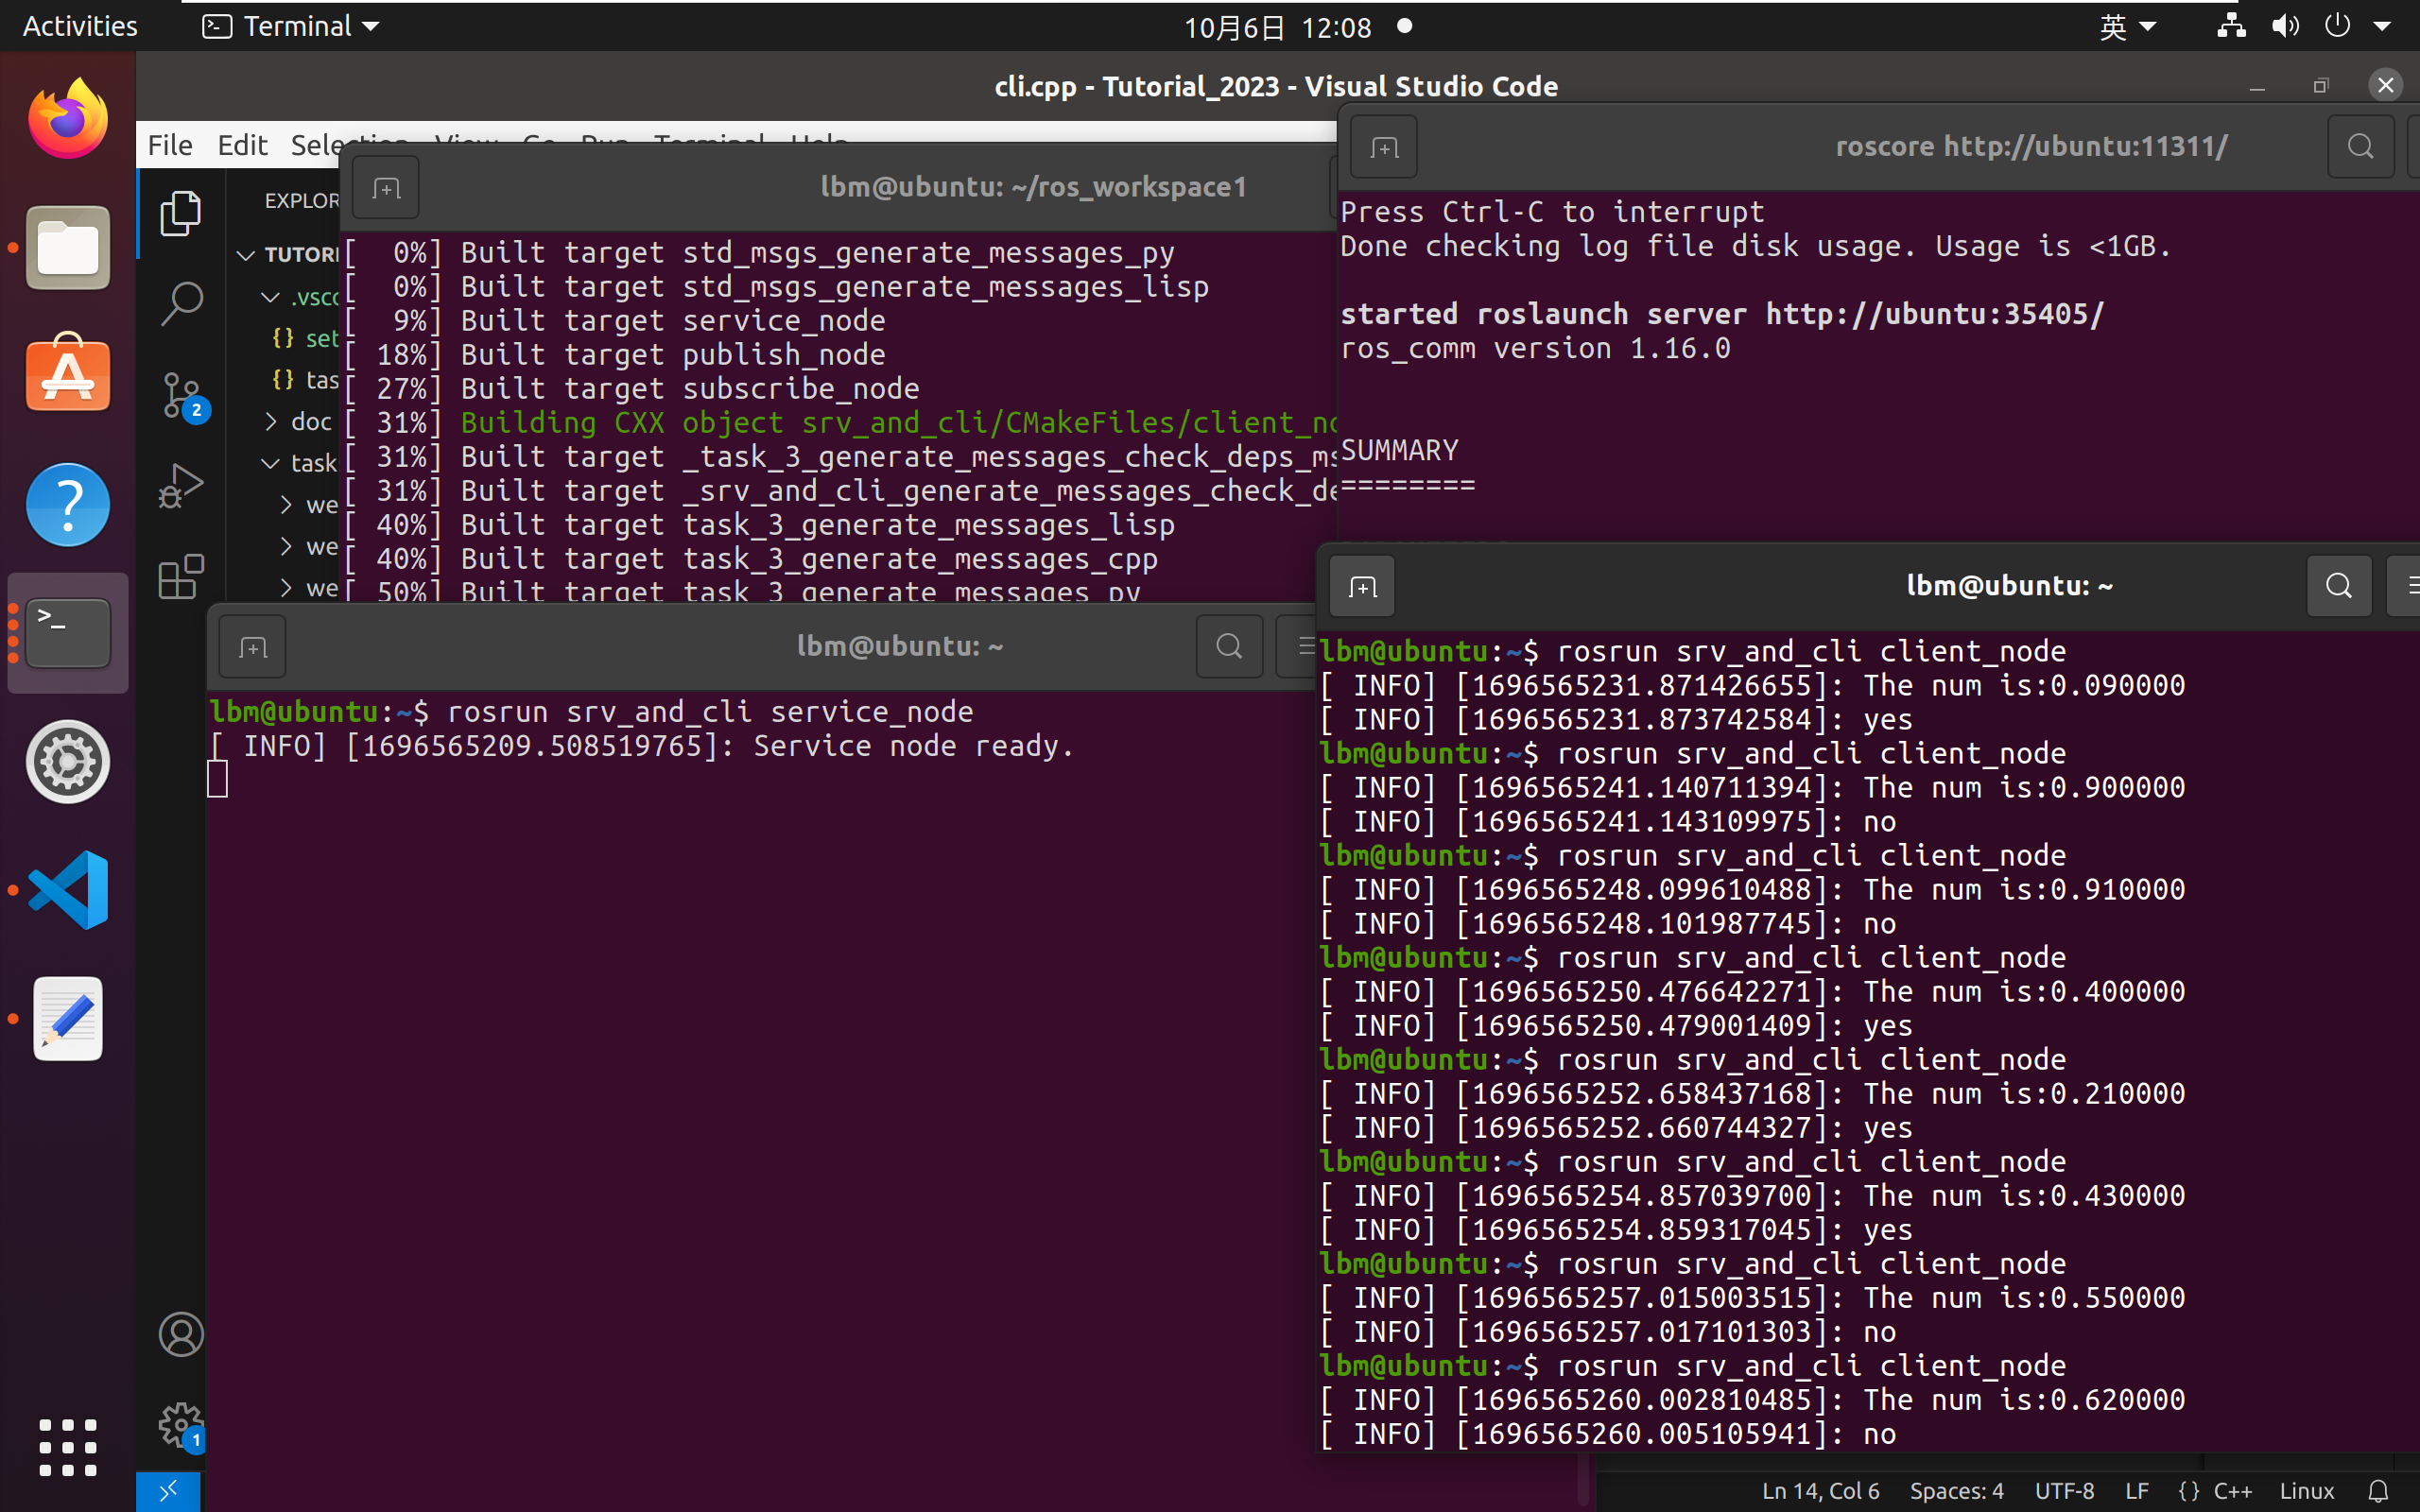 Activities
Terminal
10月6日 12:08
英
cli.cpp - Tutorial_2023 - Visual Studio Code
File Edit Selection View Go Run Terminal Help
EXPLOR
TUTORI
.vsco
{} set
{} tas
doc
task
we
we
we
2
1
lbm@ubuntu: ~/ros_workspace1
[  0%] Built target std_msgs_generate_messages_py
[  0%] Built target std_msgs_generate_messages_lisp
[  9%] Built target service_node
[ 18%] Built target publish_node
[ 27%] Built target subscribe_node
[ 31%] Building CXX object srv_and_cli/CMakeFiles/client_no
[ 31%] Built target _task_3_generate_messages_check_deps_ms
[ 31%] Built target _srv_and_cli_generate_messages_check_de
[ 40%] Built target task_3_generate_messages_lisp
[ 40%] Built target task_3_generate_messages_cpp
[ 50%] Built target task_3_generate_messages_py
roscore http://ubuntu:11311/
Press Ctrl-C to interrupt
Done checking log file disk usage. Usage is <1GB.
started roslaunch server http://ubuntu:35405/
ros_comm version 1.16.0
SUMMARY
========
lbm@ubuntu: ~
lbm@ubuntu:~$ rosrun srv_and_cli service_node
[ INFO] [1696565209.508519765]: Service node ready.
lbm@ubuntu: ~
lbm@ubuntu:~$ rosrun srv_and_cli client_node
[ INFO] [1696565231.871426655]: The num is:0.090000
[ INFO] [1696565231.873742584]: yes
lbm@ubuntu:~$ rosrun srv_and_cli client_node
[ INFO] [1696565241.140711394]: The num is:0.900000
[ INFO] [1696565241.143109975]: no
lbm@ubuntu:~$ rosrun srv_and_cli client_node
[ INFO] [1696565248.099610488]: The num is:0.910000
[ INFO] [1696565248.101987745]: no
lbm@ubuntu:~$ rosrun srv_and_cli client_node
[ INFO] [1696565250.476642271]: The num is:0.400000
[ INFO] [1696565250.479001409]: yes
lbm@ubuntu:~$ rosrun srv_and_cli client_node
[ INFO] [1696565252.658437168]: The num is:0.210000
[ INFO] [1696565252.660744327]: yes
lbm@ubuntu:~$ rosrun srv_and_cli client_node
[ INFO] [1696565254.857039700]: The num is:0.430000
[ INFO] [1696565254.859317045]: yes
lbm@ubuntu:~$ rosrun srv_and_cli client_node
[ INFO] [1696565257.015003515]: The num is:0.550000
[ INFO] [1696565257.017101303]: no
lbm@ubuntu:~$ rosrun srv_and_cli client_node
[ INFO] [1696565260.002810485]: The num is:0.620000
[ INFO] [1696565260.005105941]: no
Ln 14, Col 6 Spaces: 4 UTF-8 LF {} C++ Linux